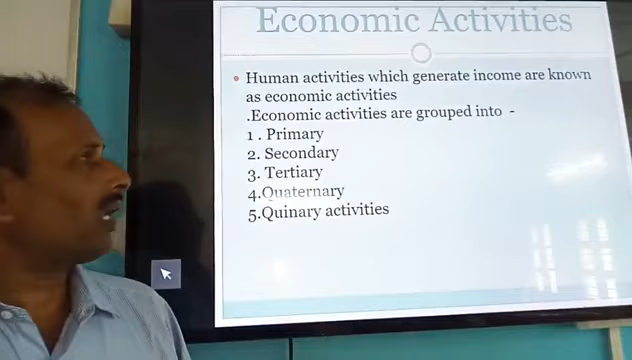 Economic Activities
Human activities which generate income are known
as economic activities
.Economic activities are grouped into -
1 . Primary
2. Secondary
3. Tertiary
4.Quaternary
5.Quinary activities